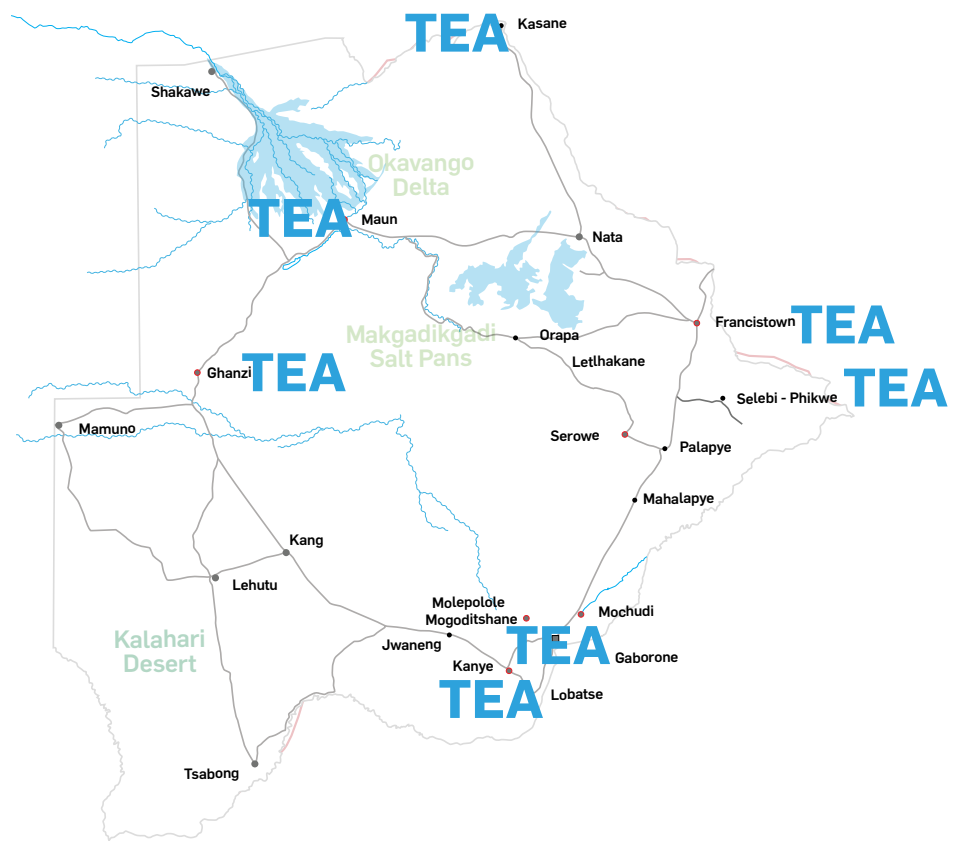 TEA Kasane
Shakawe
Okavango
Delta
TEA Maun
Nata
Makgadikgadi
Salt Pans
Orapa
Francistown TEA
Letlhakane
Ghanzi TEA
Selebi - Phikwe TEA
Mamuno
Serowe
Palapye
Mahalapye
Kang
Lehutu
Molepolole
Mogoditshane
Mochudi
Kalahari
Desert
Jwaneng
TEA
Gaborone
Kanye
TEA
Lobatse
Tsabong